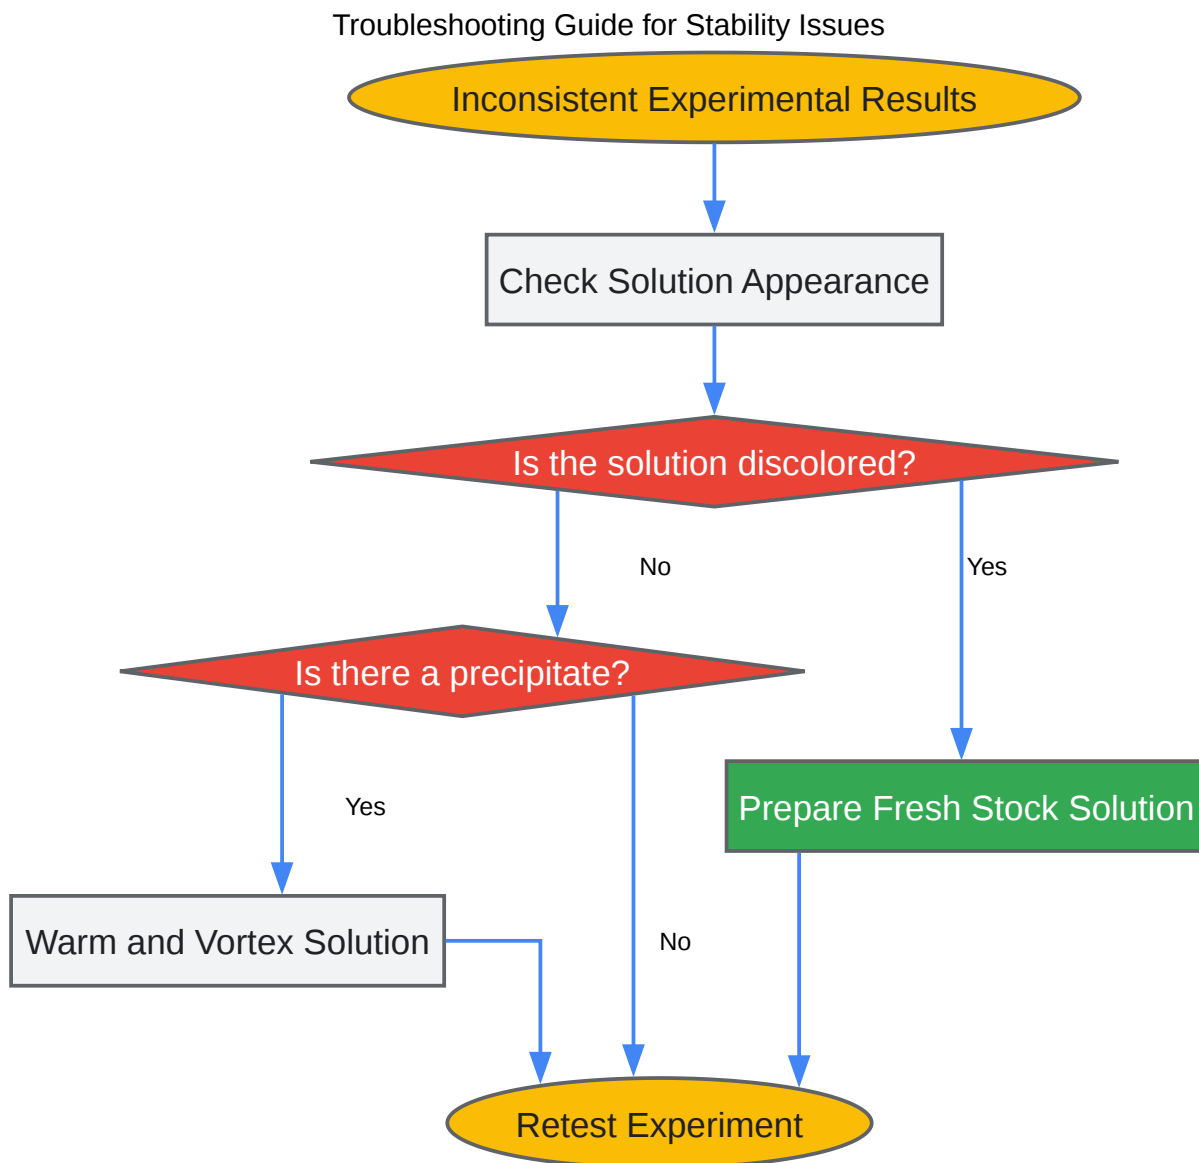 Troubleshooting Guide for Stability Issues
Inconsistent Experimental Results
Check Solution Appearance
Is the solution discolored?
No
Yes
Is there a precipitate?
Yes
Prepare Fresh Stock Solution
Warm and Vortex Solution
No
Retest Experiment